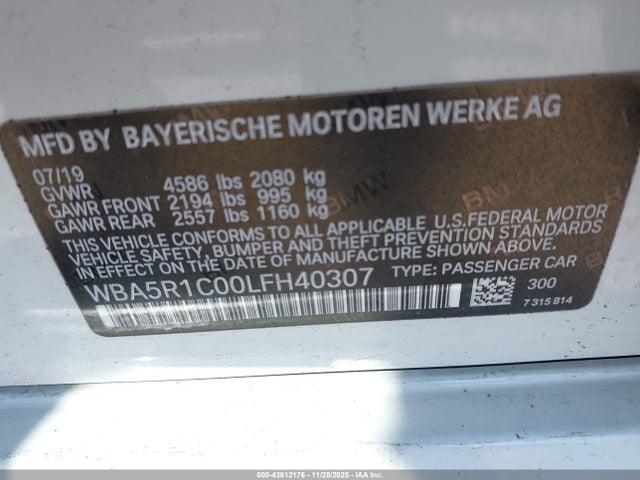 MFD BY BAYERISCHE MOTOREN WERKE AG
07/19
GVWR 4586 lbs 2080 kg
GAWR FRONT 2194 lbs 995 kg
GAWR REAR 2557 lbs 1160 kg
THIS VEHICLE CONFORMS TO ALL APPLICABLE U.S.FEDERAL MOTOR
VEHICLE SAFETY, BUMPER AND THEFT PREVENTION STANDARDS
IN EFFECT ON THE DATE OF MANUFACTURE SHOWN ABOVE.
WBA5R1C00LFH40307 TYPE: PASSENGER CAR
300
7 315 814
BMW
BMW
000-43812176 | 11/28/2025 - IAA